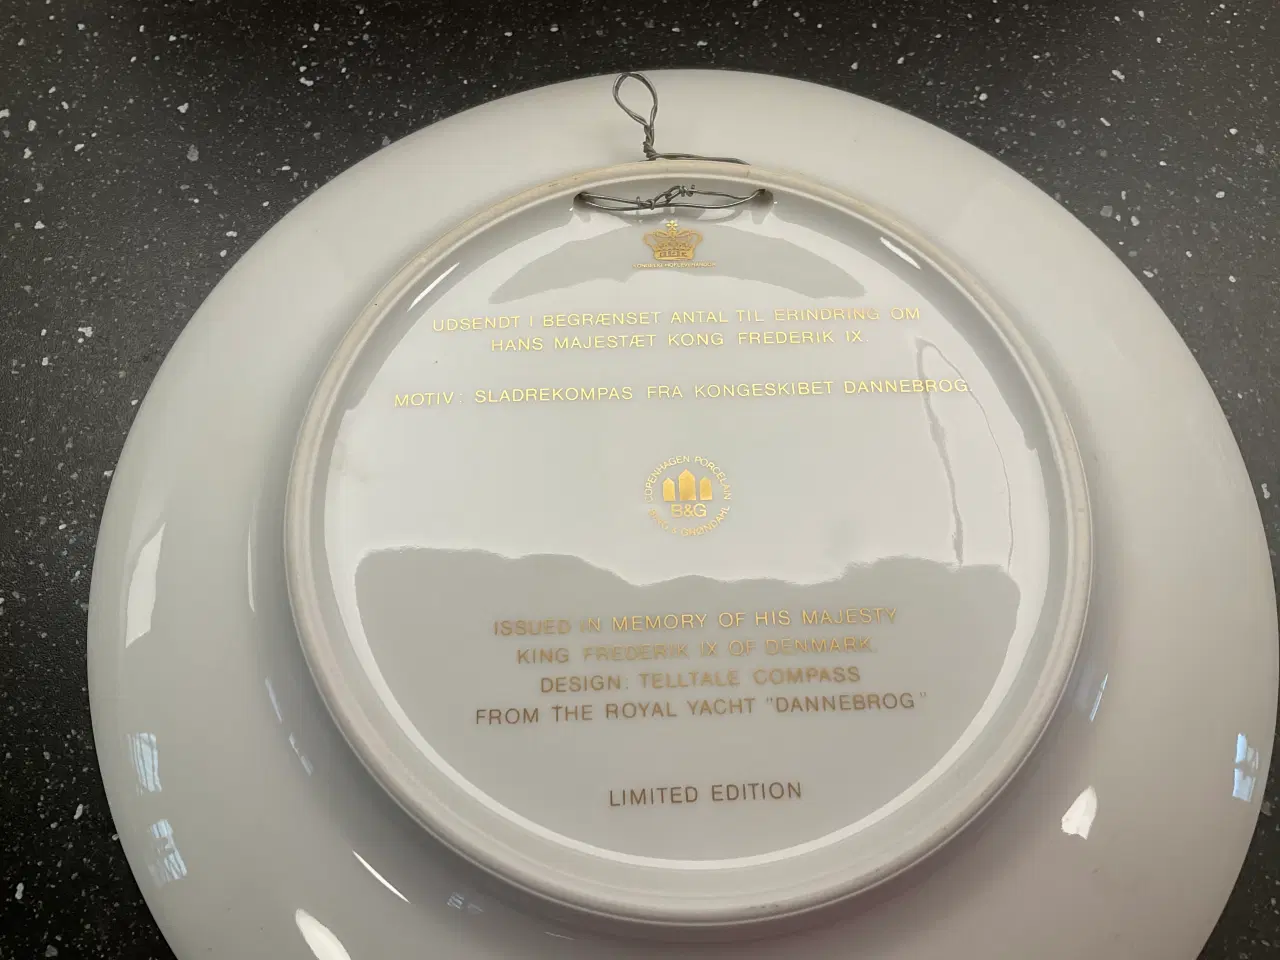 KONGELIG HOFLEVERANDØR
UDSENDT I BEGRÆNSET ANTAL TIL ERINDRING OM
HANS MAJESTÆT KONG FREDERIK IX.
MOTIV: SLADREKOMPAS FRA KONGESKIBET DANNEBROG.
COPENHAGEN PORCELAIN
B&G
BING & GRØNDAHL
ISSUED IN MEMORY OF HIS MAJESTY
KING FREDERIK IX OF DENMARK.
DESIGN: TELLTALE COMPASS
FROM THE ROYAL YACHT "DANNEBROG"
LIMITED EDITION